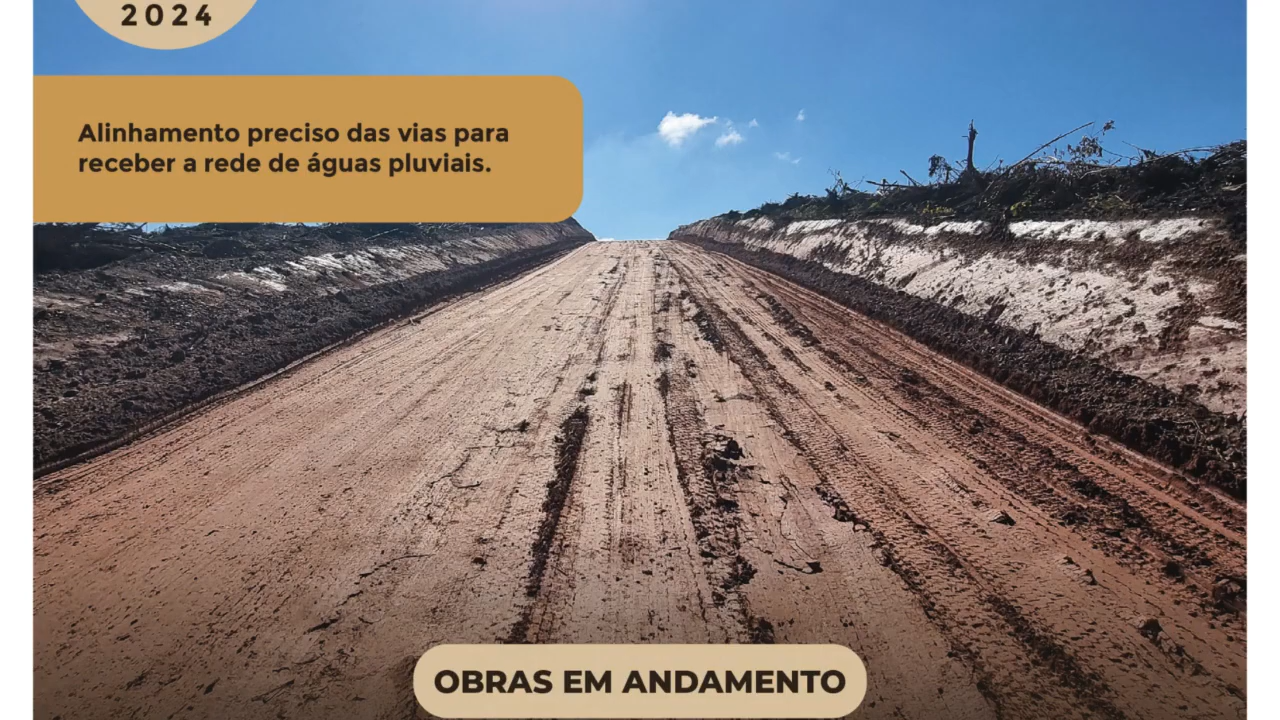 2024
Alinhamento preciso das vias para
receber a rede de águas pluviais.
OBRAS EM ANDAMENTO